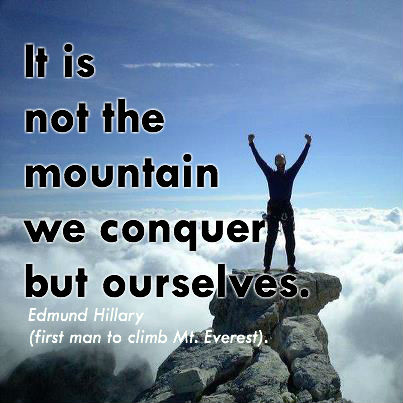 It is
not the
mountain
we conquer
but ourselves.
Edmund Hillary
(first man to climb Mt. Everest).